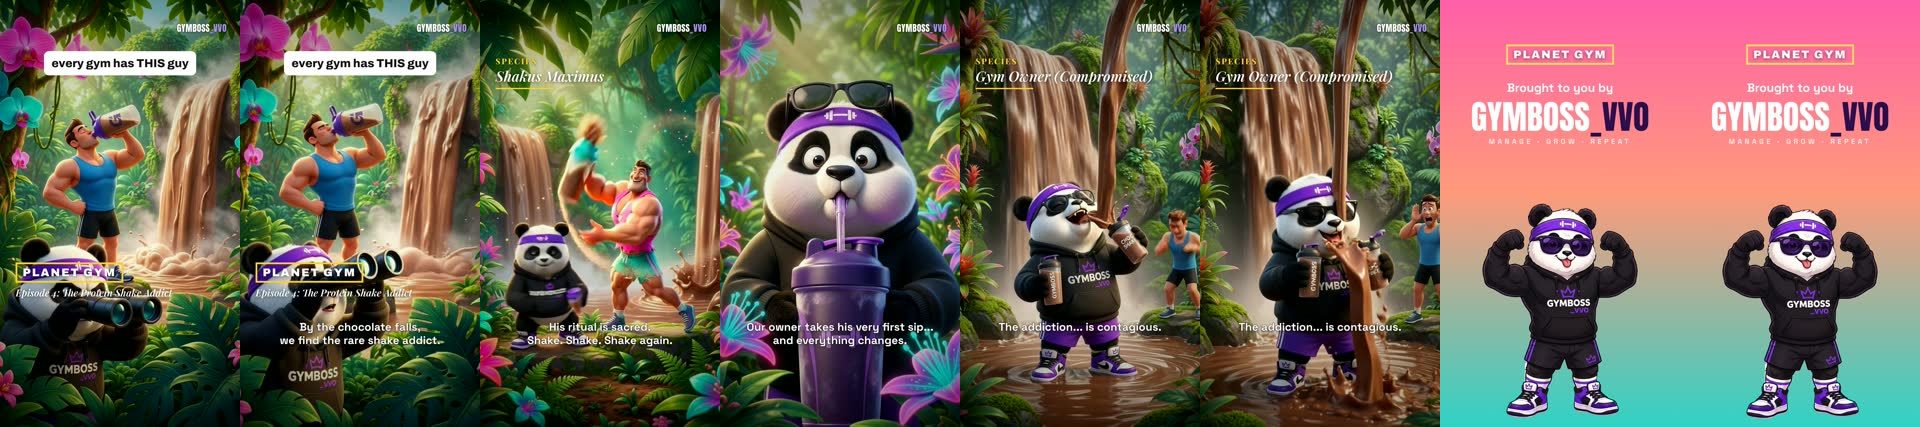 GYMBOSS_VVO
every gym has THIS guy
PLANET GYM
Episode 4: The Protein Shake Addict
GYMBOSS
_VVO
GYMBOSS_VVO
every gym has THIS guy
PLANET GYM
Episode 4: The Protein Shake Addict
By the chocolate falls,
we find the rare shake addict.
GYMBOSS
_VVO
GYMBOSS_VVO
SPECIES
Shakus Maximus
His ritual is sacred.
Shake. Shake. Shake again.
GYMBOSS_VVO
Our owner takes his very first sip...
and everything changes.
GYMBOSS_VVO
SPECIES
Gym Owner (Compromised)
GYMBOSS
_VVO
The addiction... is contagious.
GYMBOSS_VVO
SPECIES
Gym Owner (Compromised)
The addiction... is contagious.
PLANET GYM
Brought to you by
GYMBOSS_VVO
MANAGE · GROW · REPEAT
GYMBOSS
_VVO
PLANET GYM
Brought to you by
GYMBOSS_VVO
MANAGE · GROW · REPEAT
GYMBOSS
_VVO